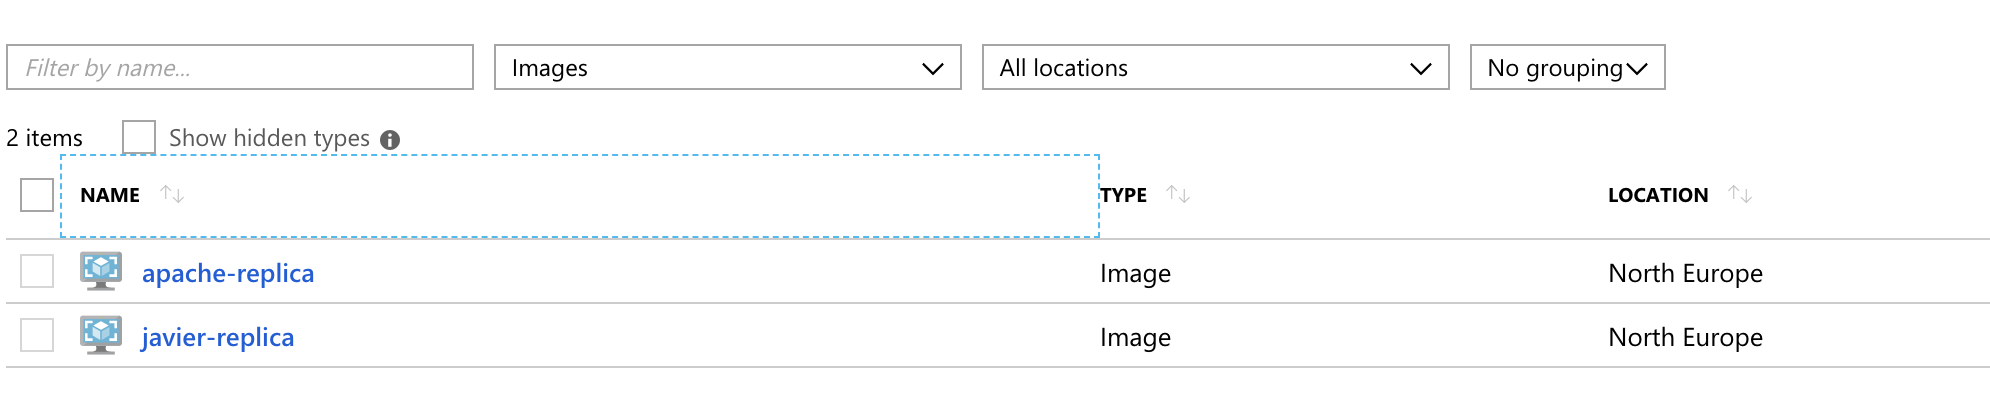 Filter by name... Images All locations No grouping
2 items Show hidden types
NAME TYPE LOCATION
apache-replica Image North Europe
javier-replica Image North Europe